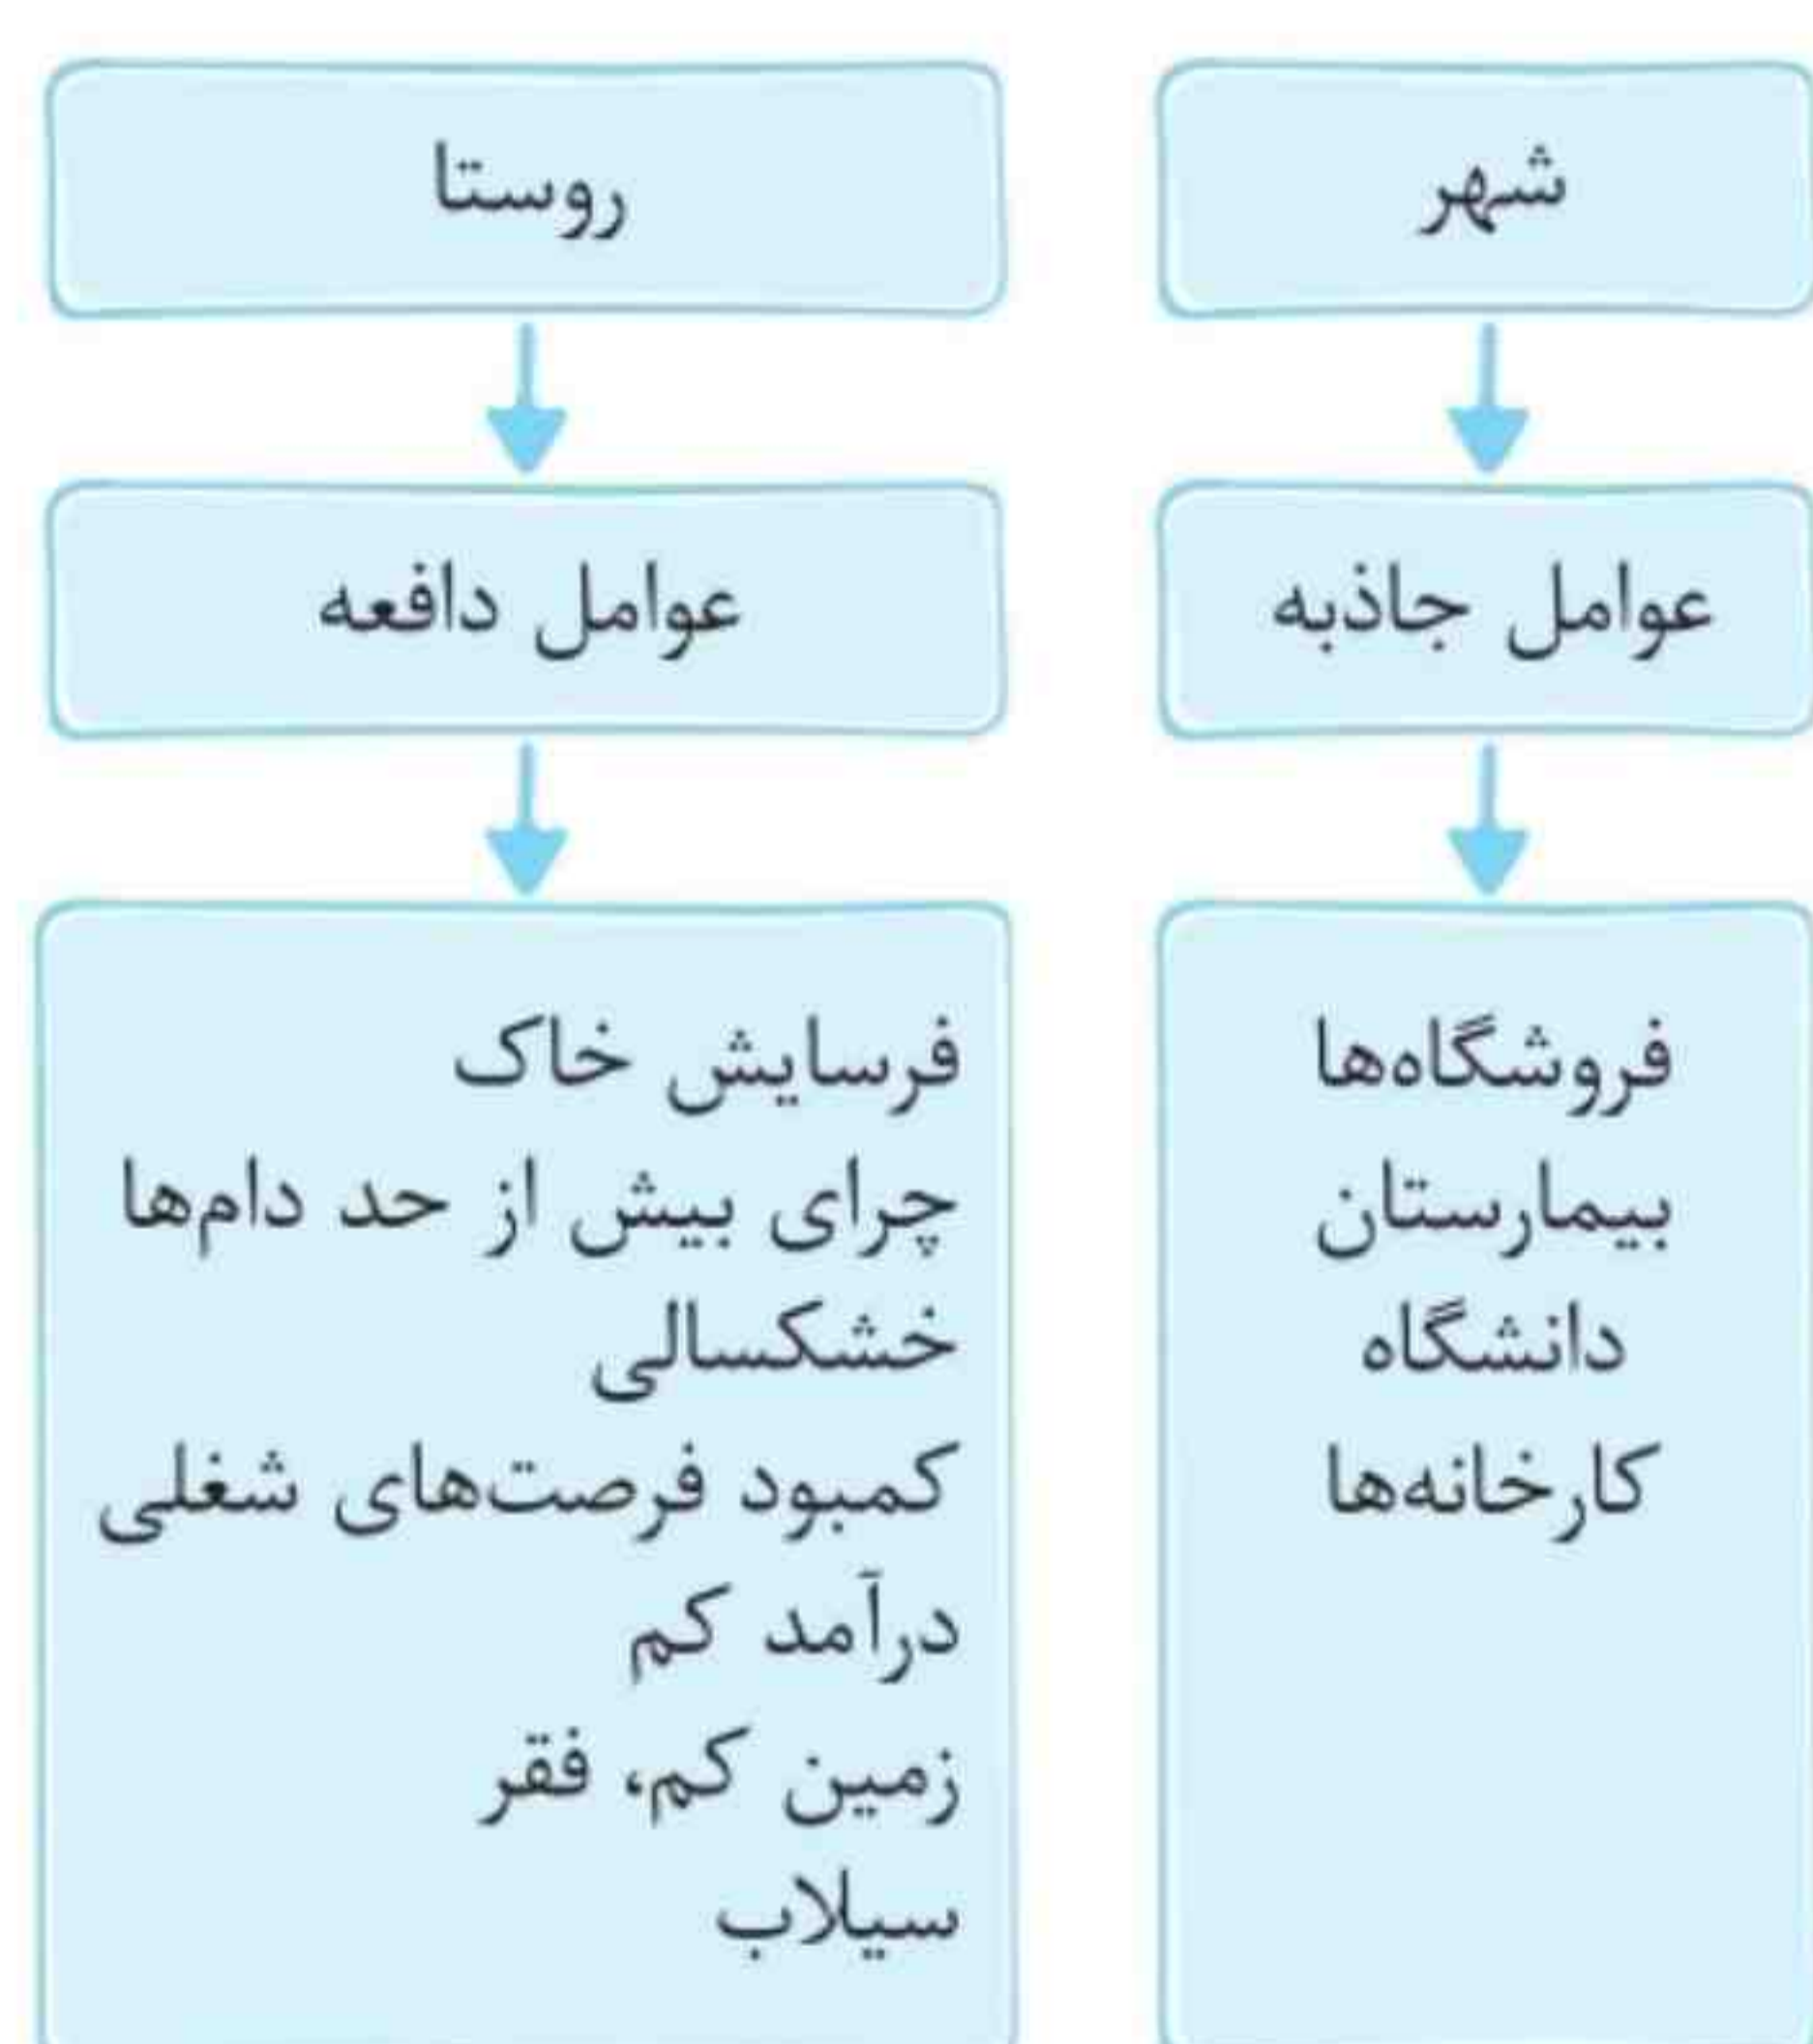 شهر
عوامل جاذبه
فروشگاه‌ها
بیمارستان
دانشگاه
کارخانه‌ها
روستا
عوامل دافعه
فرسایش خاک
چرای بیش از حد دام‌ها
خشکسالی
کمبود فرصت‌های شغلی
درآمد کم
زمین کم، فقر
سیلاب